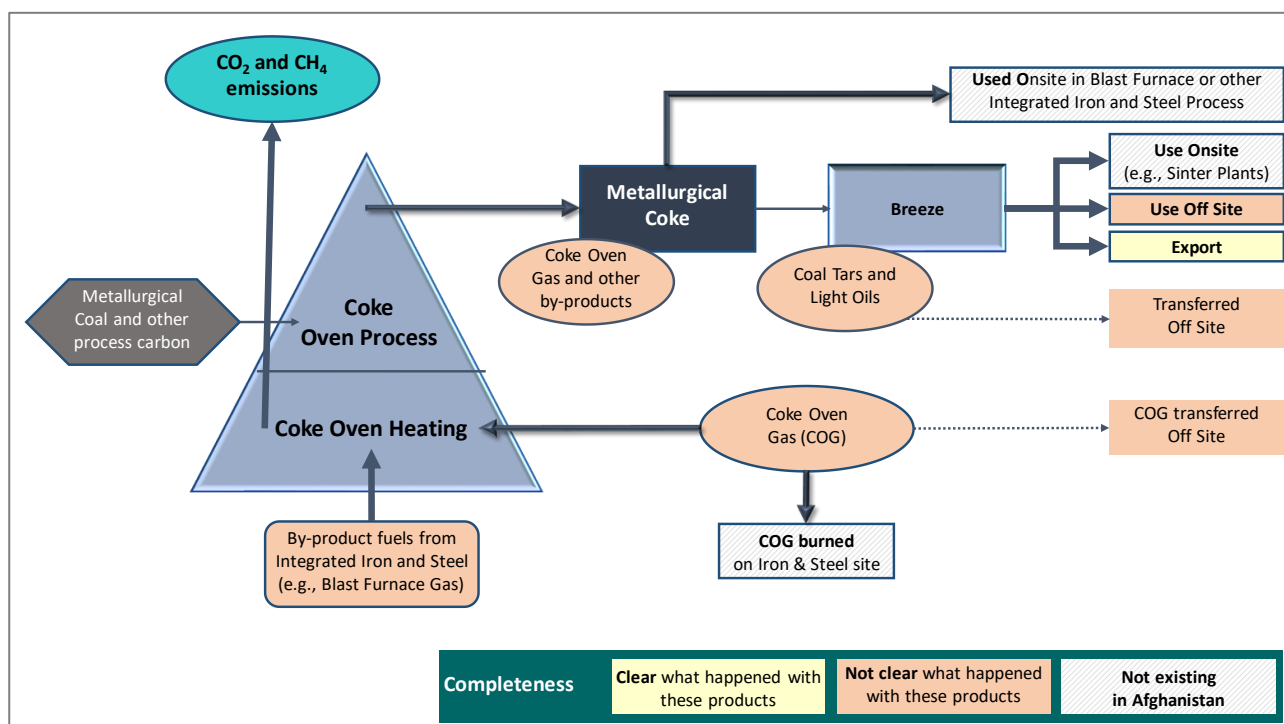 CO₂ and CH₄
emissions
Used Onsite in Blast Furnace or other
Integrated Iron and Steel Process
Use Onsite
(e.g., Sinter Plants)
Metallurgical
Coke
Breeze
Use Off Site
Export
Coke Oven
Gas and other
by-products
Coal Tars and
Light Oils
Metallurgical
Coal and other
process carbon
Coke
Oven Process
Transferred
Off Site
Coke Oven Heating
Coke Oven
Gas (COG)
COG transferred
Off Site
By-product fuels from
Integrated Iron and Steel
(e.g., Blast Furnace Gas)
COG burned
on Iron & Steel site
Completeness
Clear what happened with
these products
Not clear what happened
with these products
Not existing
in Afghanistan